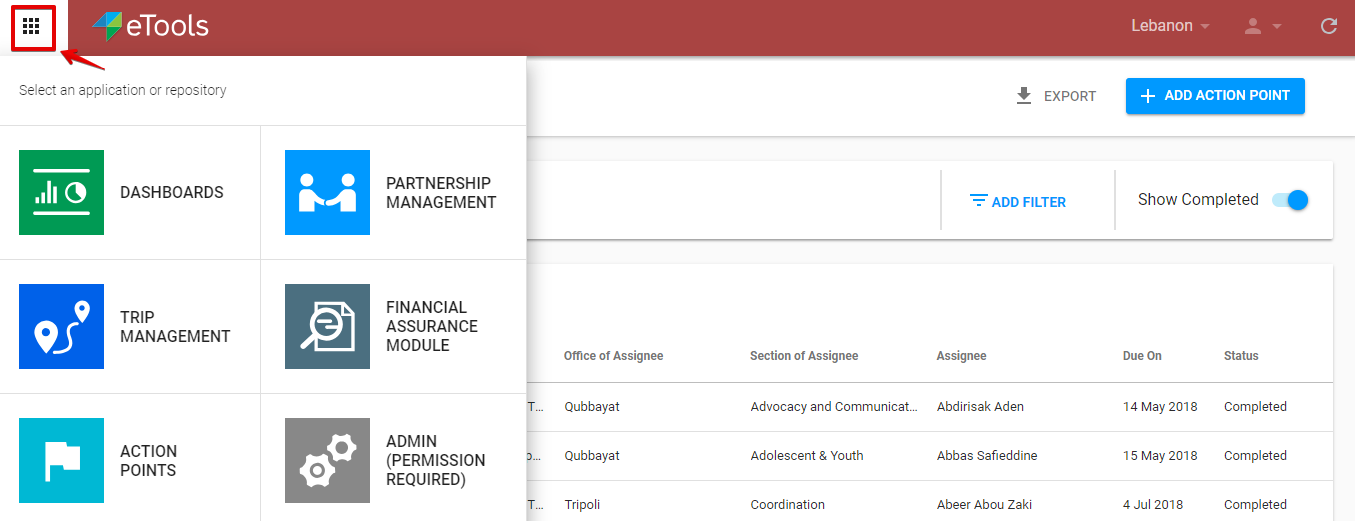 eTools
Lebanon
Select an application or repository
EXPORT
ADD ACTION POINT
DASHBOARDS
PARTNERSHIP
MANAGEMENT
ADD FILTER
Show Completed
TRIP
MANAGEMENT
FINANCIAL
ASSURANCE
MODULE
ACTION
POINTS
ADMIN
(PERMISSION
REQUIRED)
Office of Assignee Section of Assignee Assignee Due On Status
T... Qubbayat Advocacy and Communicat... Abdirisak Aden 14 May 2018 Completed
o... Qubbayat Adolescent & Youth Abbas Safieddine 15 May 2018 Completed
T... Tripoli Coordination Abeer Abou Zaki 4 Jul 2018 Completed